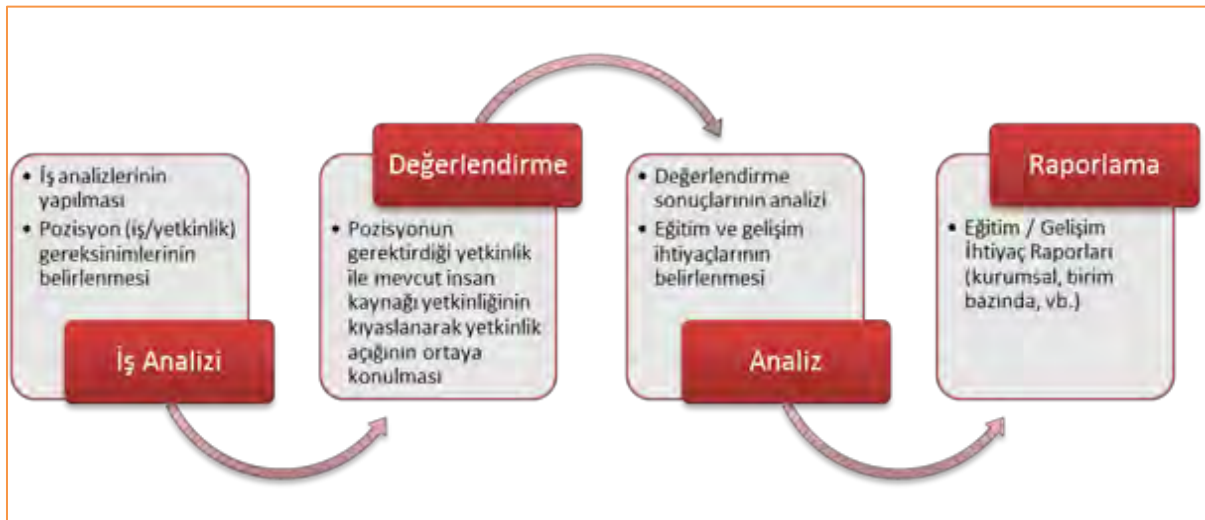 • İş analizlerinin
yapılması
• Pozisyon (iş/yetkinlik)
gereksinimlerinin
belirlenmesi
İş Analizi
Değerlendirme
• Pozisyonun
gerektirdiği yetkinlik
ile mevcut insan
kaynağı yetkinliğinin
kıyaslanarak yetkinlik
açığının ortaya
konulması
• Değerlendirme
sonuçlarının analizi
• Eğitim ve gelişim
ihtiyaçlarının
belirlenmesi
Analiz
Raporlama
• Eğitim / Gelişim
İhtiyaç Raporları
(kurumsal, birim
bazında, vb.)